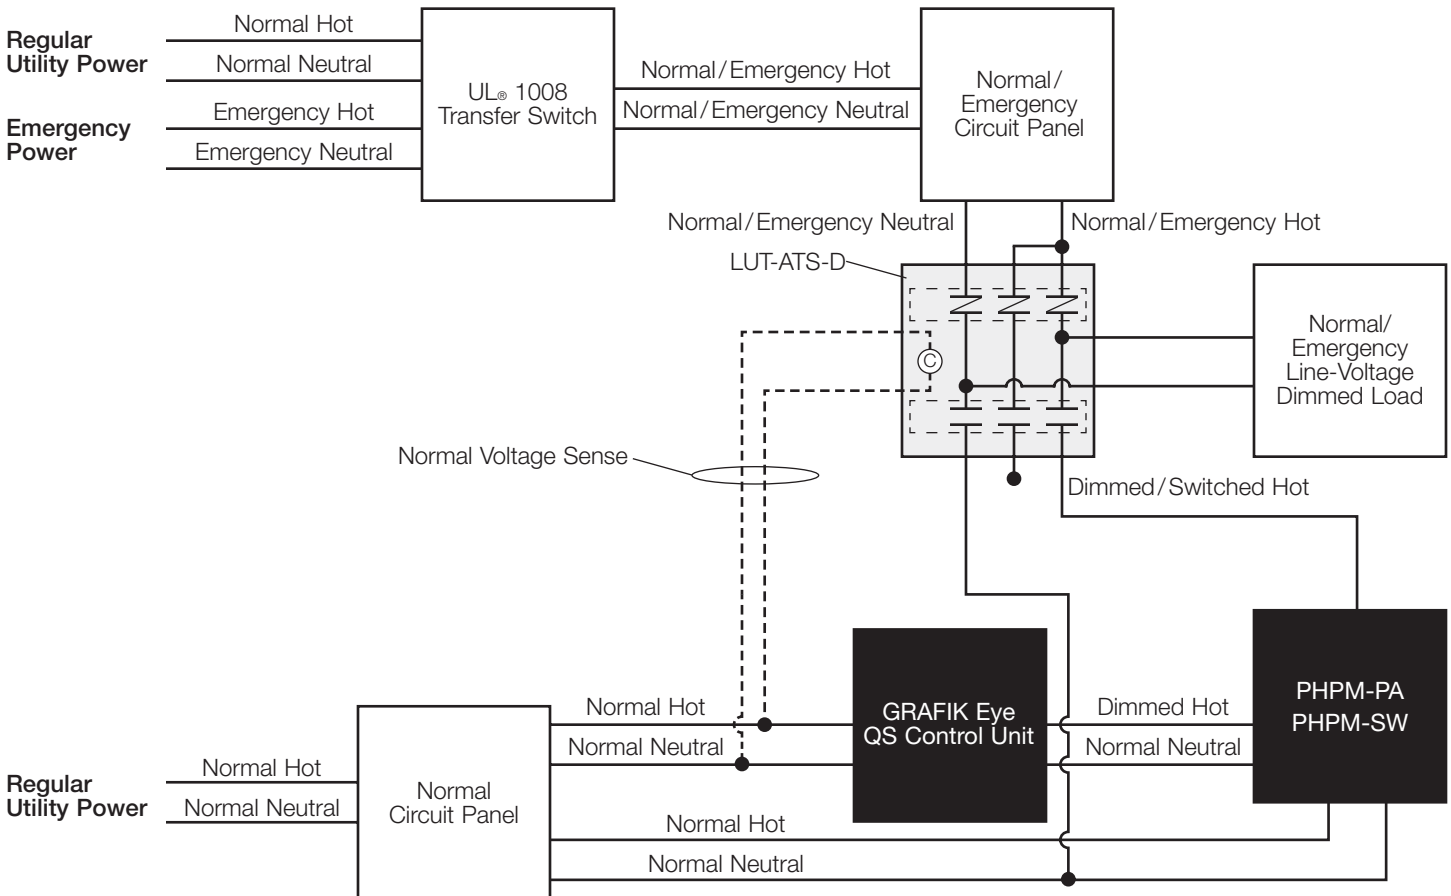 Regular
Utility Power
Normal Hot
Normal Neutral
Emergency
Power
Emergency Hot
Emergency Neutral
UL® 1008
Transfer Switch
Normal/Emergency Hot
Normal/Emergency Neutral
Normal/
Emergency
Circuit Panel
Normal/Emergency Neutral
Normal/Emergency Hot
LUT-ATS-D
C
Normal/
Emergency
Line-Voltage
Dimmed Load
Normal Voltage Sense
Dimmed/Switched Hot
Regular
Utility Power
Normal Hot
Normal Neutral
Normal
Circuit Panel
Normal Hot
Normal Neutral
GRAFIK Eye
QS Control Unit
Dimmed Hot
Normal Neutral
PHPM-PA
PHPM-SW
Normal Hot
Normal Neutral